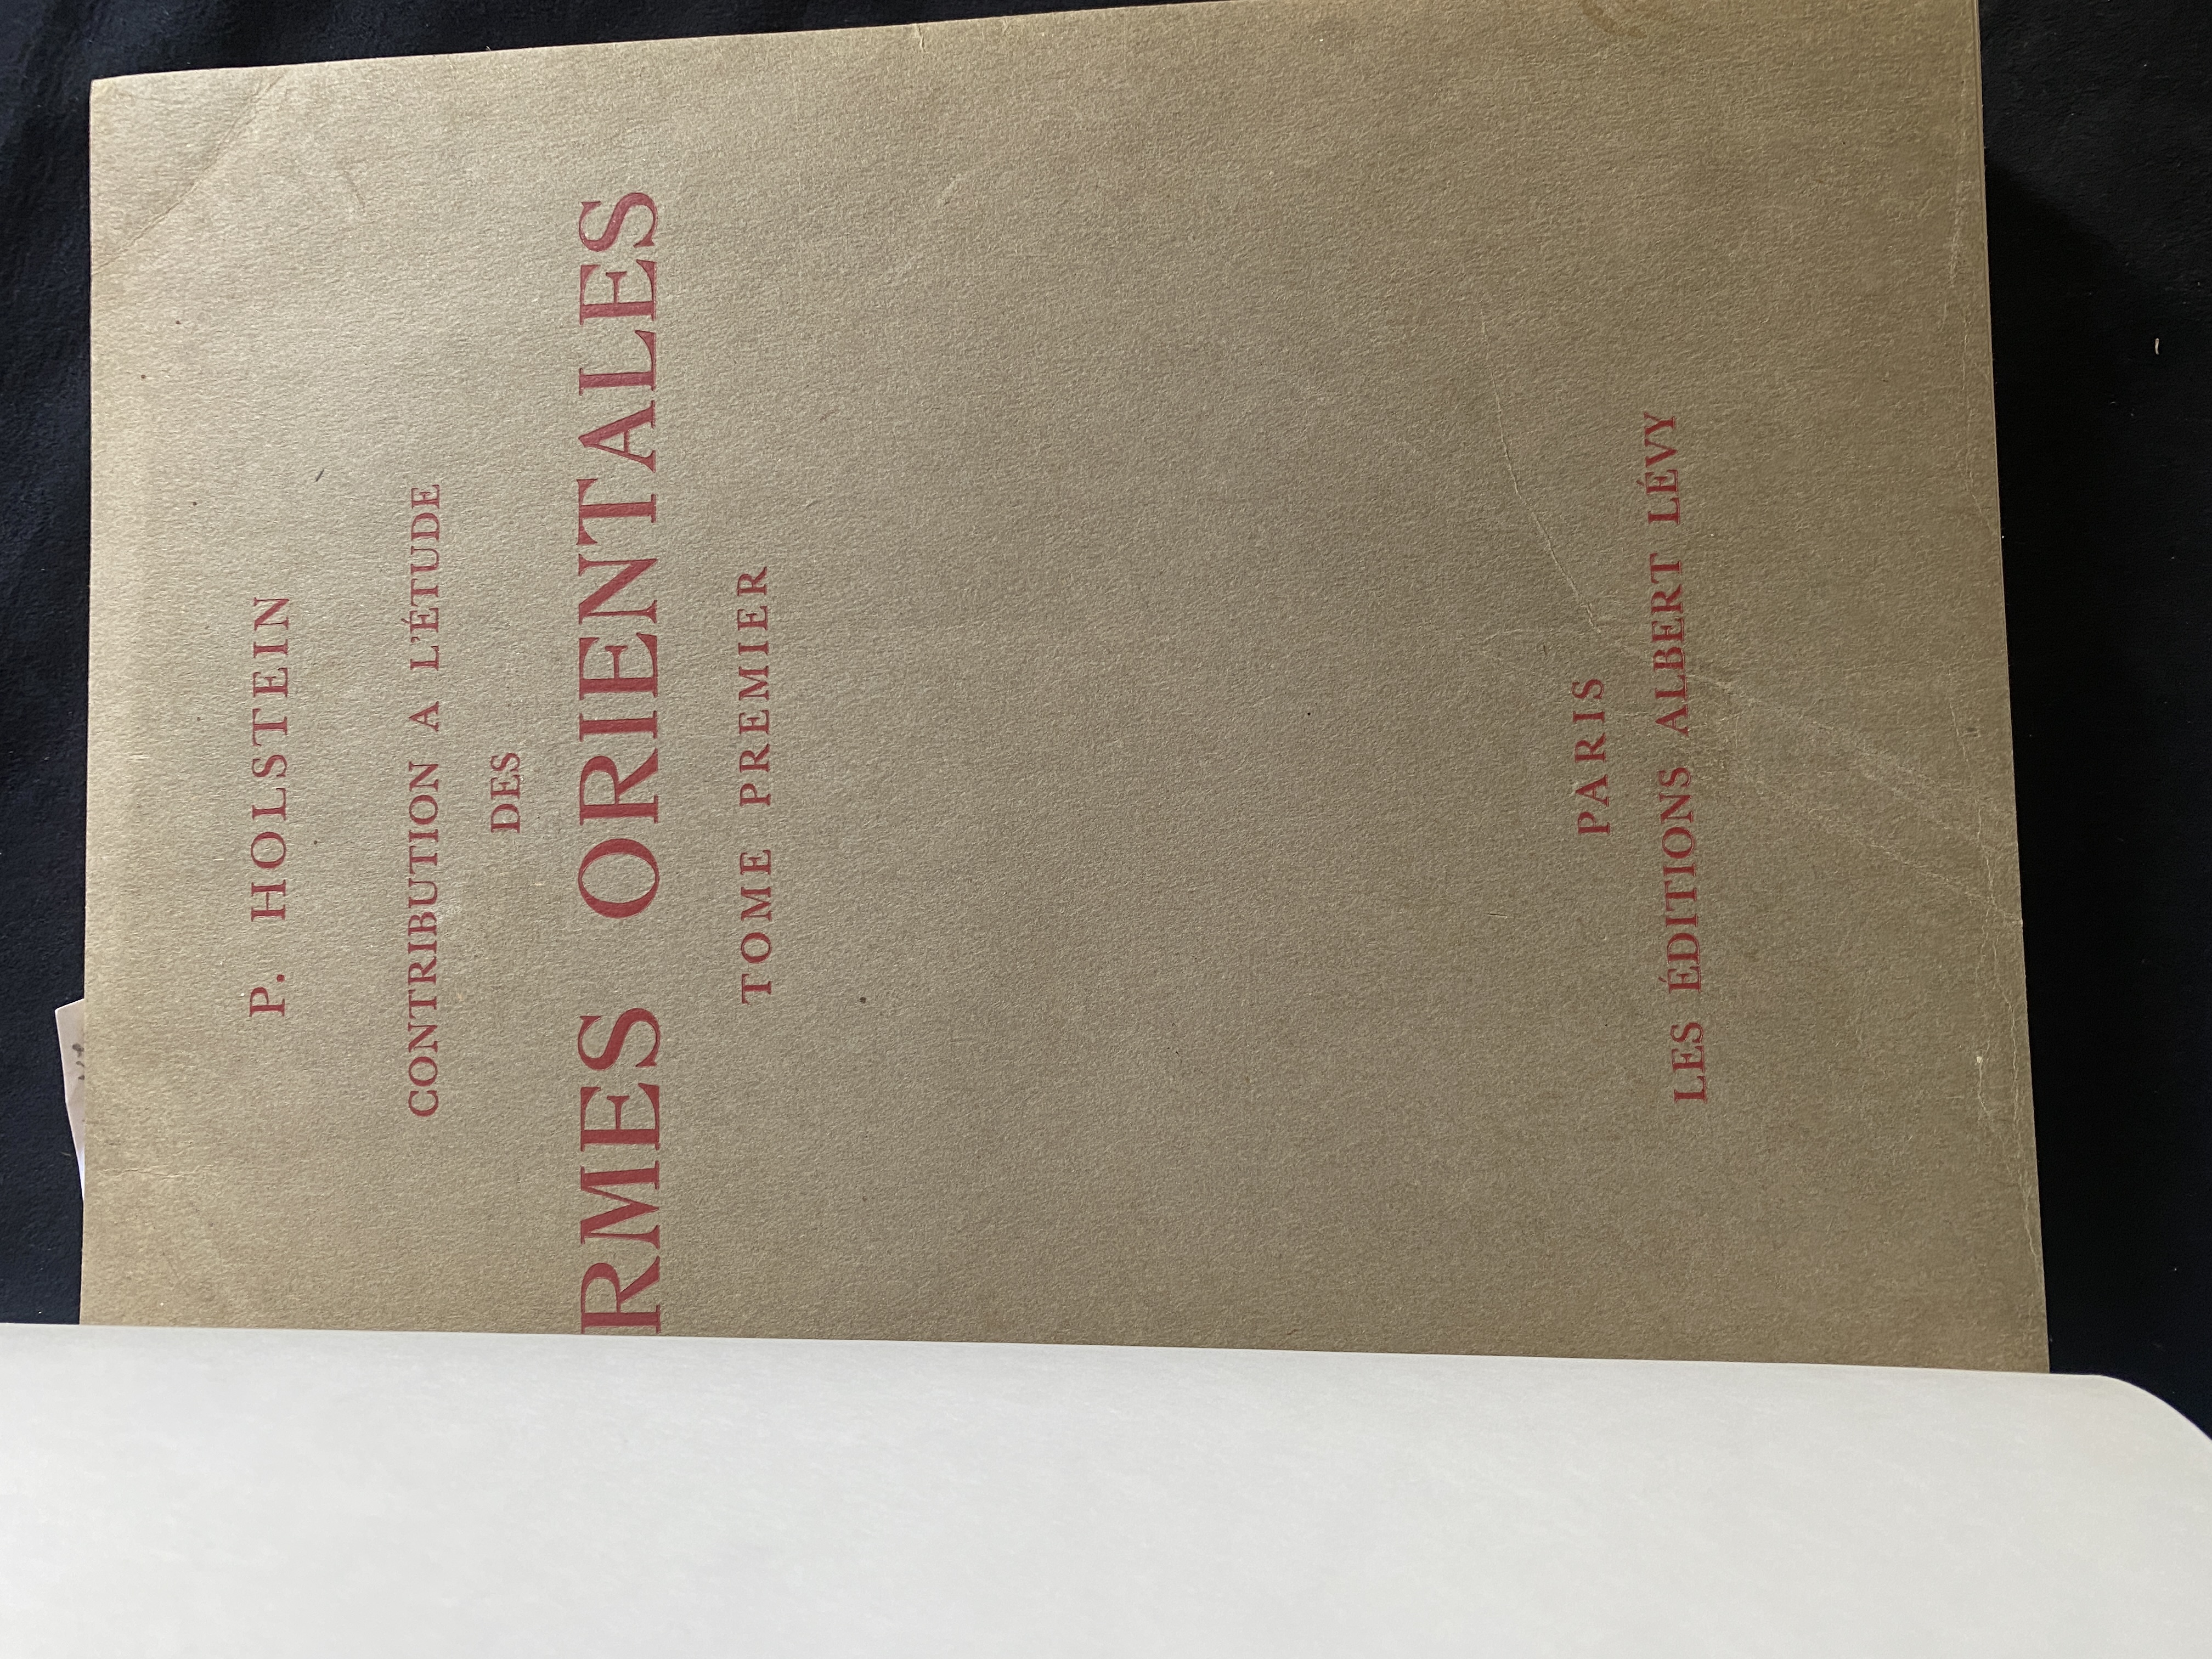 P. HOLSTEIN
CONTRIBUTION A L'ÉTUDE
DES
RMES ORIENTALES
TOME PREMIER
PARIS
LES ÉDITIONS ALBERT LÉVY